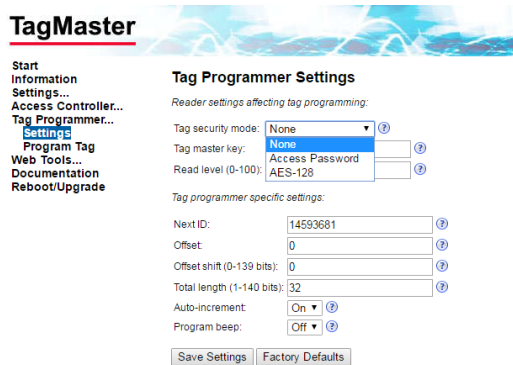 TagMaster
Start
Information
Settings...
Access Controller...
Tag Programmer...
Settings
Program Tag
Web Tools...
Documentation
Reboot/Upgrade
Tag Programmer Settings
Reader settings affecting tag programming:
Tag security mode: None ?
None
Access Password
AES-128
Tag master key: ?
Read level (0-100): ?
Tag programmer specific settings:
Next ID: 14593681 ?
Offset: 0 ?
Offset shift (0-139 bits): 0 ?
Total length (1-140 bits): 32 ?
Auto-increment: On ?
Program beep: Off ?
Save Settings Factory Defaults